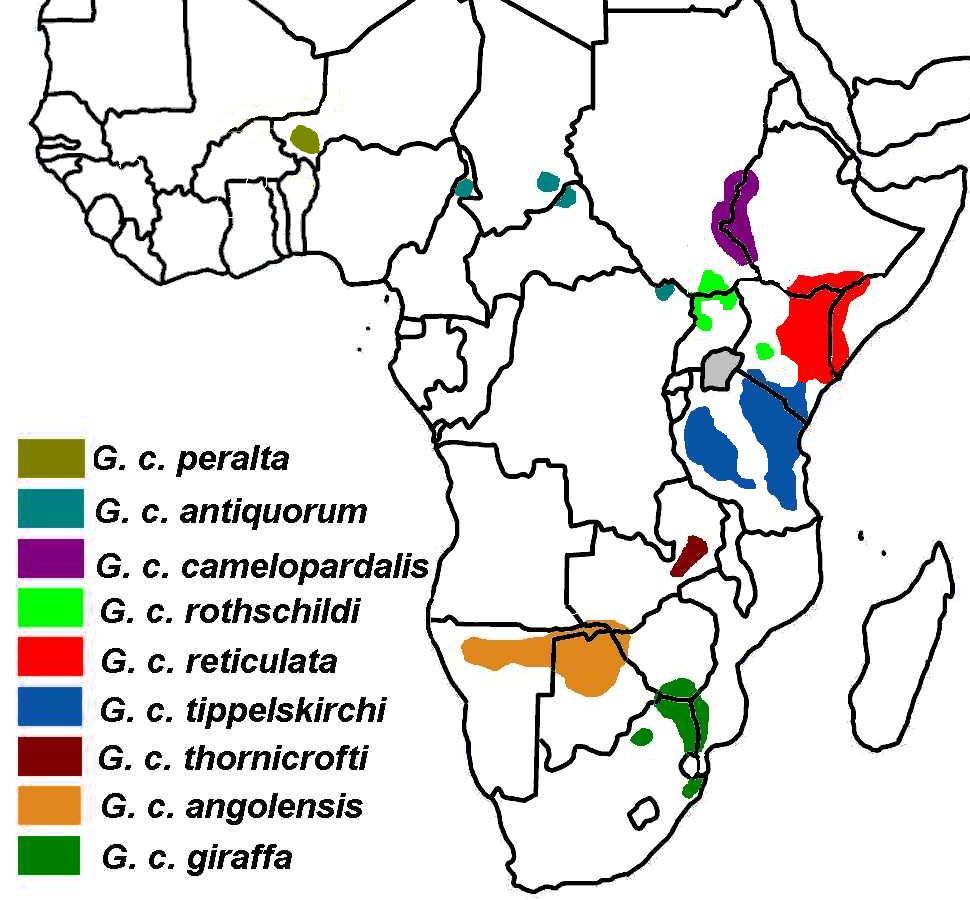 G. c. peralta
G. c. antiquorum
G. c. camelopardalis
G. c. rothschildi
G. c. reticulata
G. c. tippelskirchi
G. c. thornicrofti
G. c. angolensis
G. c. giraffa